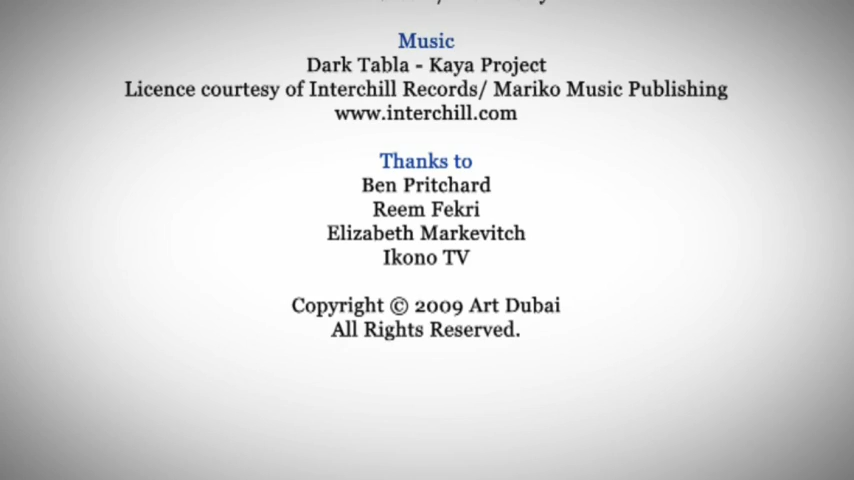 Music
Dark Tabla - Kaya Project
Licence courtesy of Interchill Records/ Mariko Music Publishing
www.interchill.com
Thanks to
Ben Pritchard
Reem Fekri
Elizabeth Markevitch
Ikono TV
Copyright © 2009 Art Dubai
All Rights Reserved.